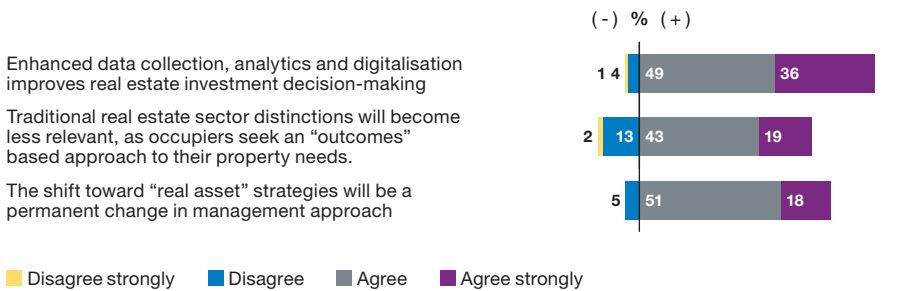 (-) % (+)
Enhanced data collection, analytics and digitalisation
improves real estate investment decision-making
1 4 49 36
Traditional real estate sector distinctions will become
less relevant, as occupiers seek an “outcomes”
based approach to their property needs.
2 13 43 19
The shift toward “real asset” strategies will be a
permanent change in management approach
5 51 18
Disagree strongly Disagree Agree Agree strongly